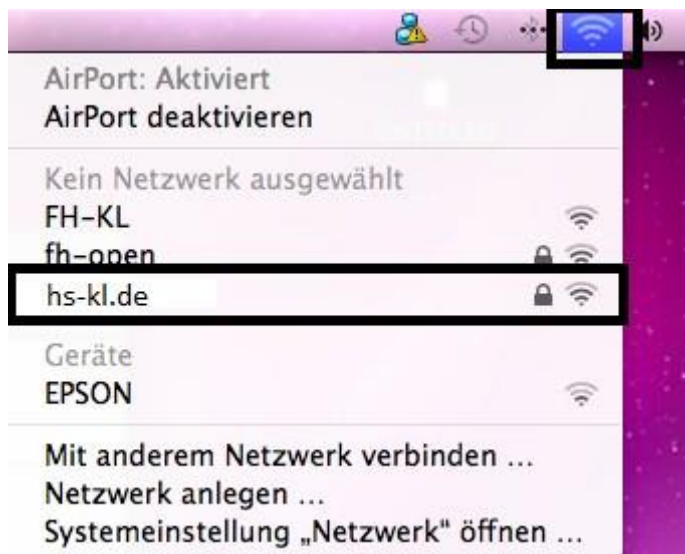 AirPort: Aktiviert
AirPort deaktivieren
Kein Netzwerk ausgewählt
FH-KL
fh-open
hs-kl.de
Geräte
EPSON
Mit anderem Netzwerk verbinden ...
Netzwerk anlegen ...
Systemeinstellung „Netzwerk“ öffnen ...